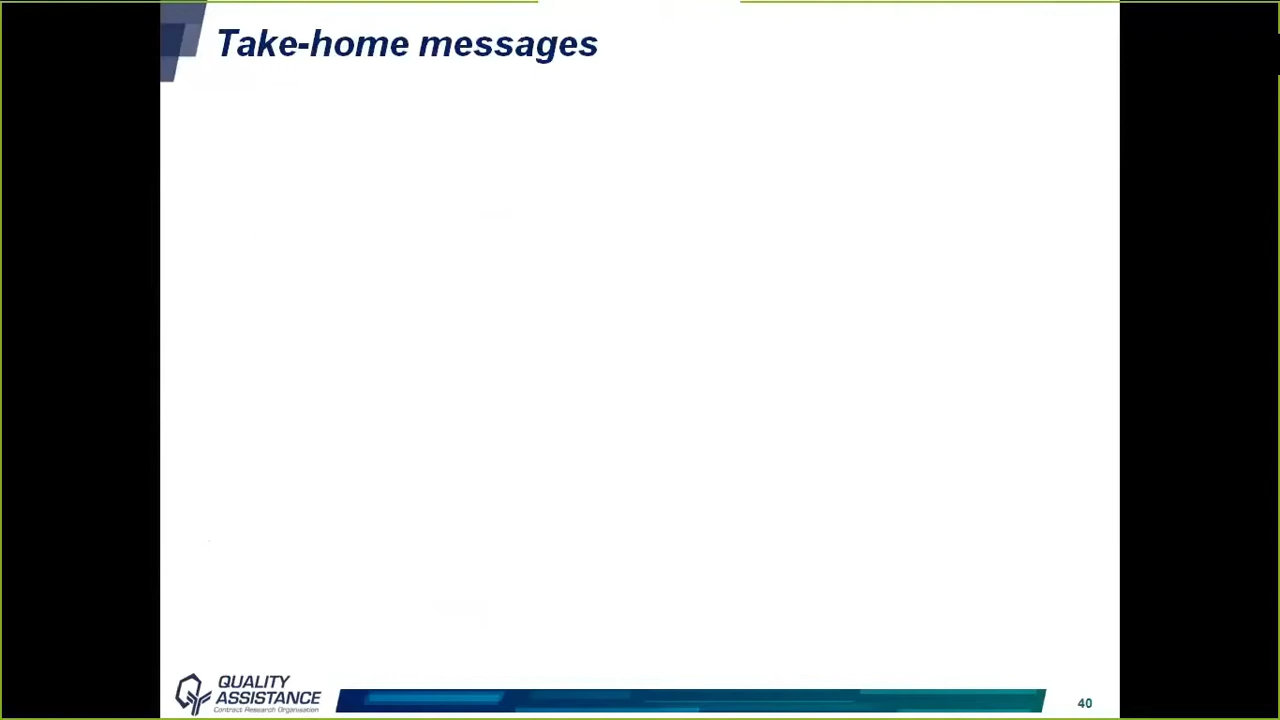 Take-home messages
QUALITY
ASSISTANCE
Contract Research Organisation
40